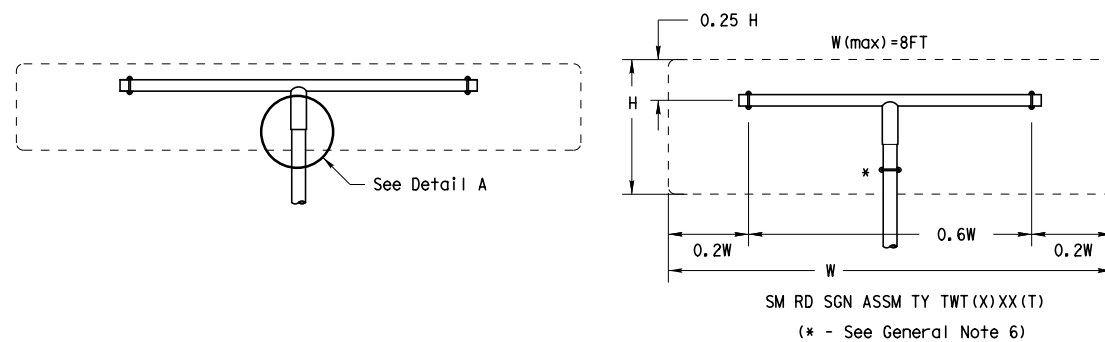 0.25 H
W(max)=8FT
H
*
See Detail A
0.2W
0.6W
0.2W
W
SM RD SGN ASSM TY TWT(X)XX(T)
(* - See General Note 6)